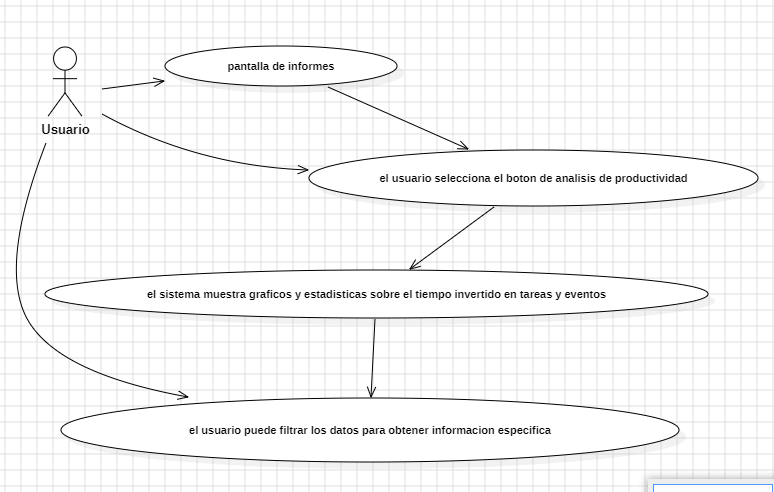 pantalla de informes
Usuario
el usuario selecciona el boton de analisis de productividad
el sistema muestra graficos y estadisticas sobre el tiempo invertido en tareas y eventos
el usuario puede filtrar los datos para obtener informacion especifica